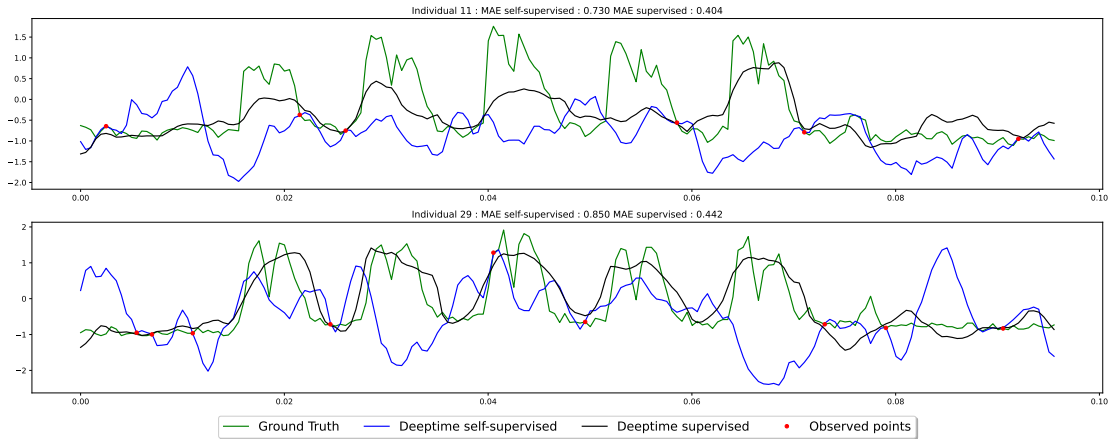 Individual 11 : MAE self-supervised : 0.730 MAE supervised : 0.404
1.5
1.0
0.5
0.0
−0.5
−1.0
−1.5
−2.0
0.00 0.02 0.04 0.06 0.08 0.10
Individual 29 : MAE self-supervised : 0.850 MAE supervised : 0.442
2
1
0
−1
−2
0.00 0.02 0.04 0.06 0.08 0.10
Ground Truth Deeptime self-supervised Deeptime supervised Observed points